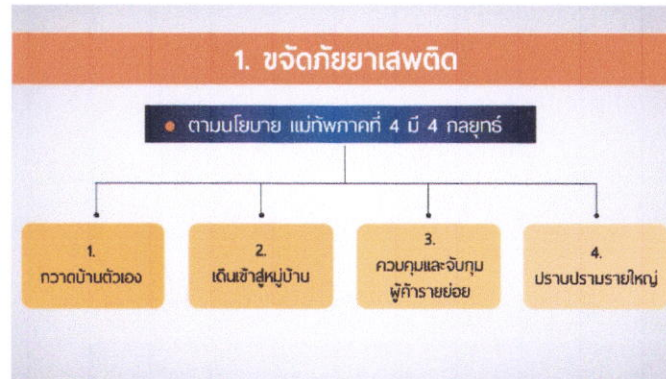 1. ขจัดภัยยาเสพติด
• ตามนโยบาย แม่ทัพภาคที่ 4 มี 4 กลยุทธ์
1.
กวาดบ้านตัวเอง
2.
เดินเข้าสู่หมู่บ้าน
3.
ควบคุมและจับกุม
ผู้ค้ารายย่อย
4.
ปราบปรามรายใหญ่